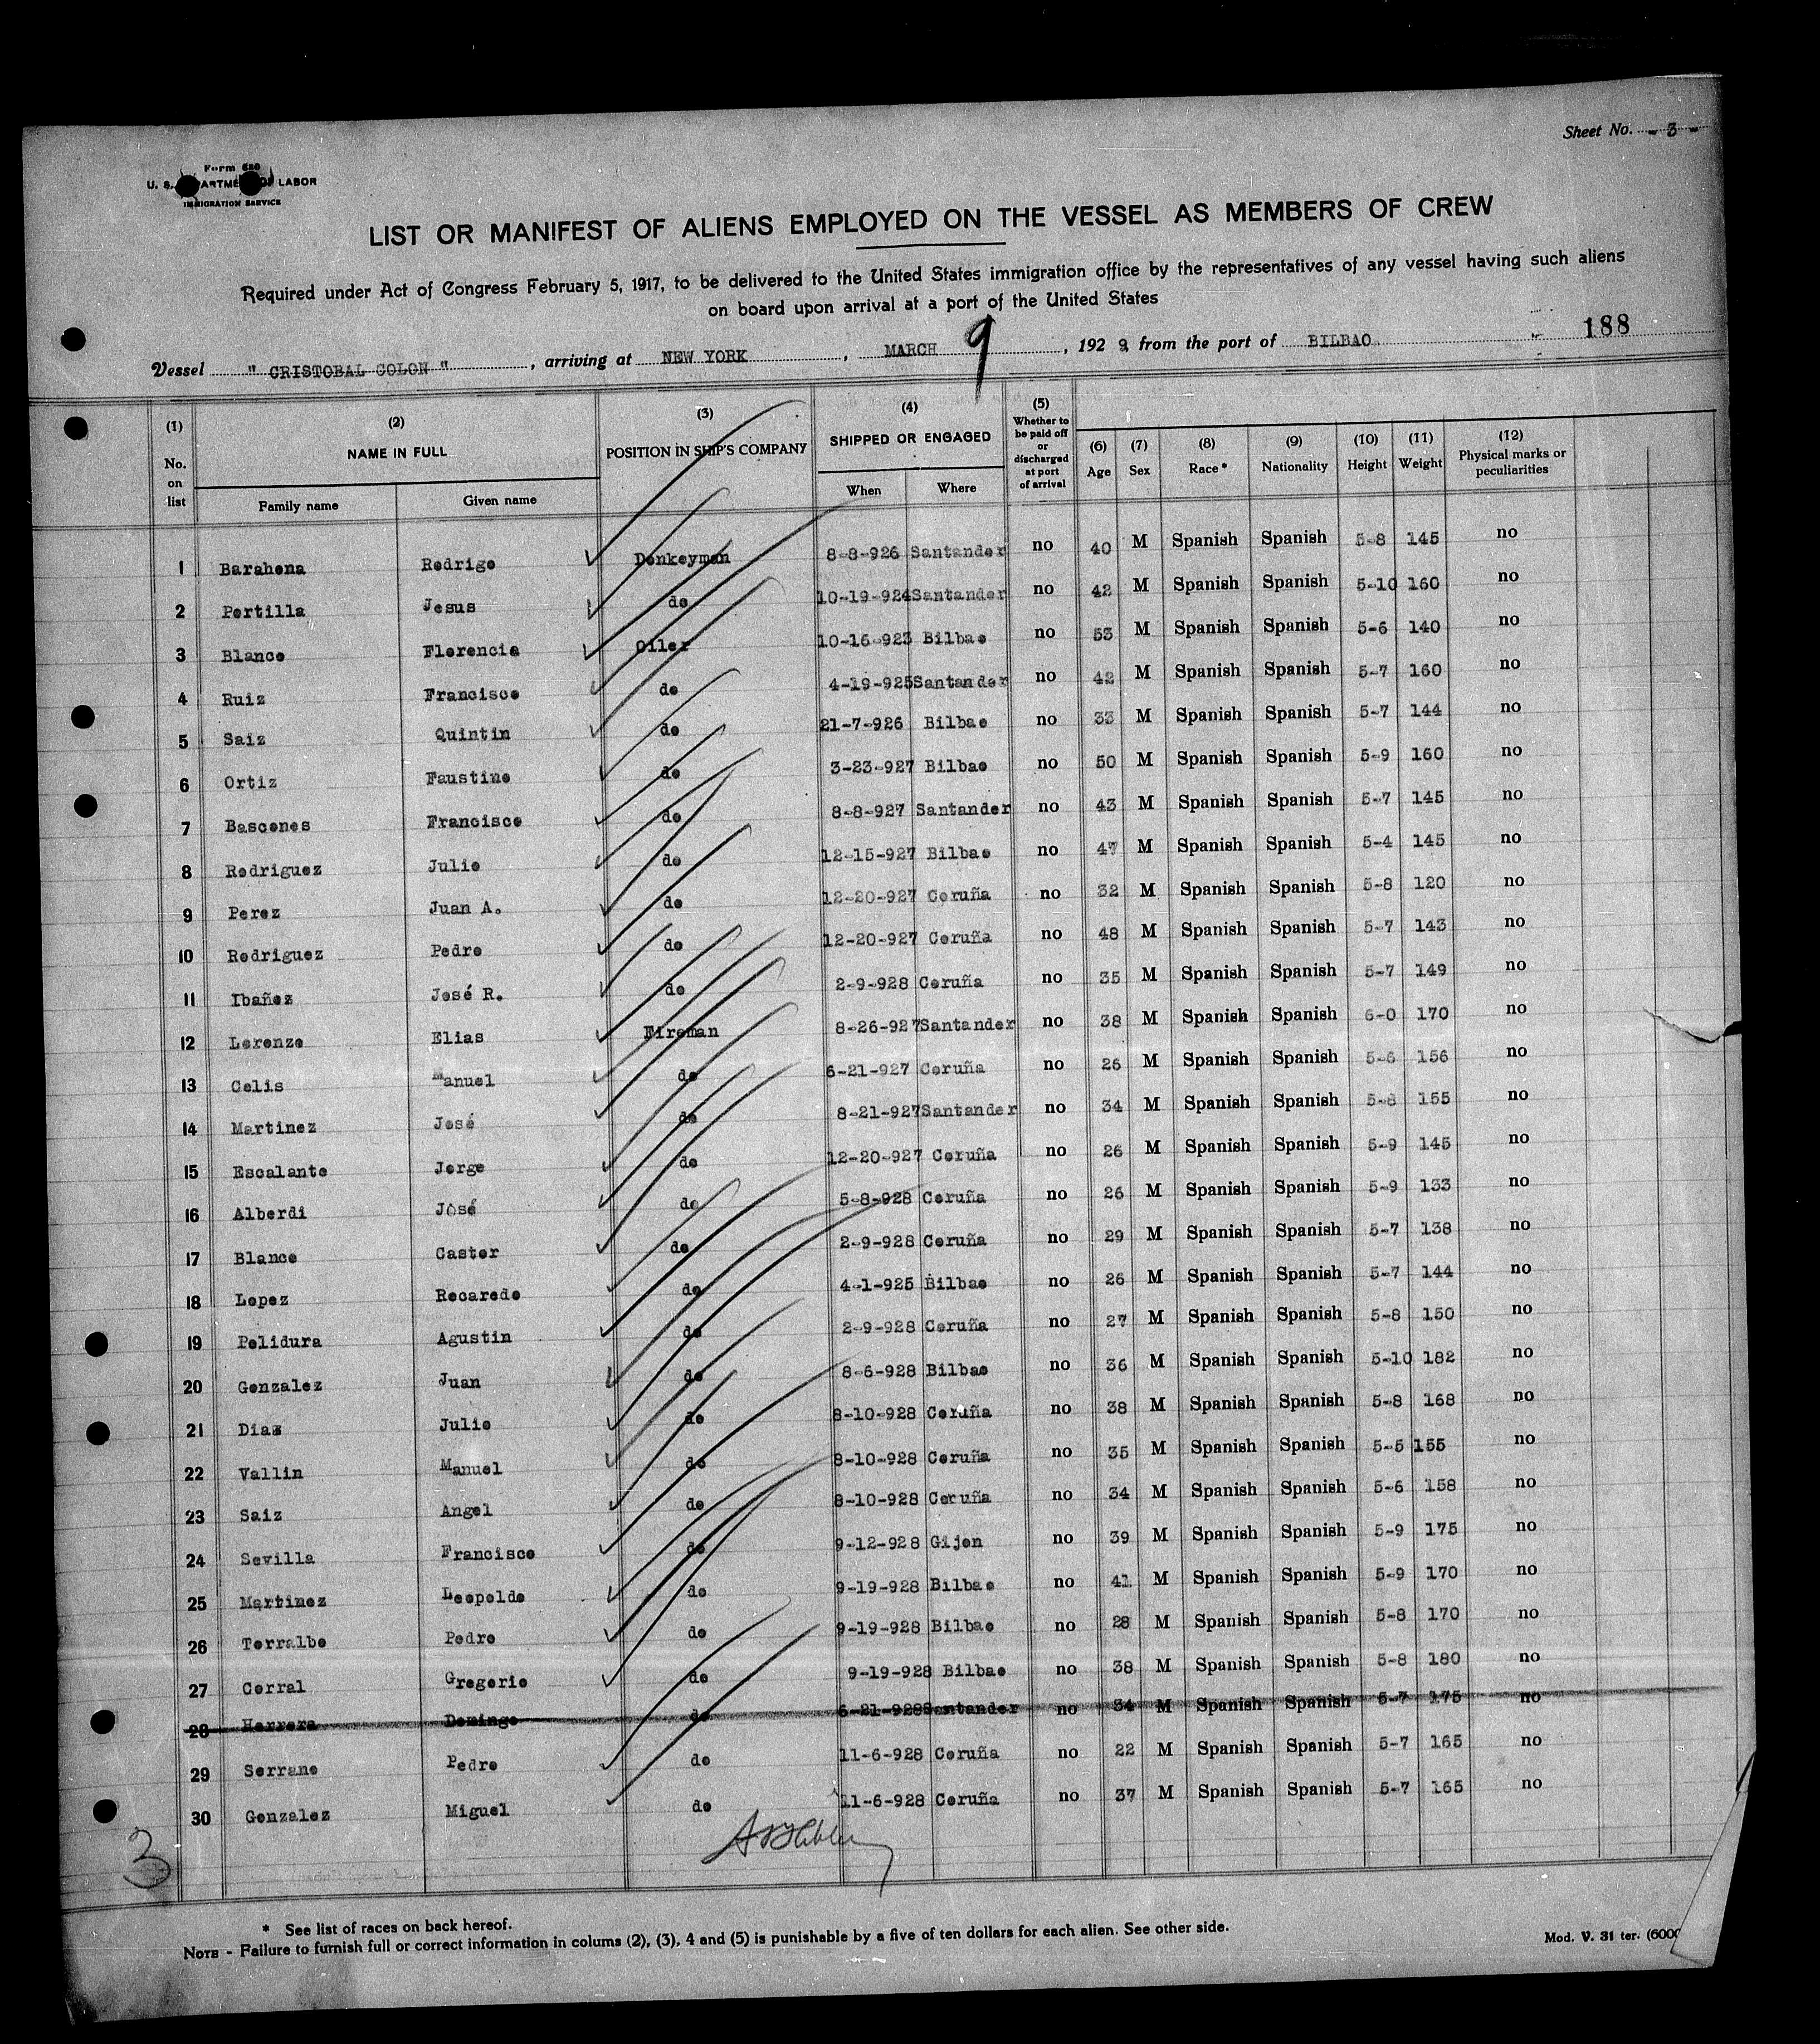 Sheet No. - 3 -
Form 680
U. S. DEPARTMENT OF LABOR
IMMIGRATION SARVICE
LIST OR MANIFEST OF ALIENS EMPLOYED ON THE VESSEL AS MEMBERS OF CREW
Required under Act of Congress February 5, 1917, to be delivered to the United States immigration office by the representatives of any vessel having such aliens
on board upon arrival at a port of the United States
Vessel " CRISTOBAL COLON " , arriving at NEW YORK , MARCH 9 , 192 9 from the port of BILBAO 188
(1) No. on list (2) NAME IN FULL Family name Given name (3) POSITION IN SHIP'S COMPANY (4) SHIPPED OR ENGAGED When Where (5) Whether to be paid off or discharged at port of arrival (6) Age (7) Sex (8) Race * (9) Nationality (10) Height (11) Weight (12) Physical marks or peculiarities
1 Barahona Rodrigo Donkeyman 8-8-926 Santander no 40 M Spanish Spanish 5-8 145 no
2 Portilla Jesus do 10-19-924 Santander no 42 M Spanish Spanish 5-10 160 no
3 Blanco Florencio Oiler 10-16-923 Bilbao no 53 M Spanish Spanish 5-6 140 no
4 Ruiz Francisco do 4-19-925 Santander no 42 M Spanish Spanish 5-7 160 no
5 Saiz Quintin do 21-7-926 Bilbao no 33 M Spanish Spanish 5-7 144 no
6 Ortiz Faustino do 3-23-927 Bilbao no 50 M Spanish Spanish 5-9 160 no
7 Bascones Francisco do 8-8-927 Santander no 43 M Spanish Spanish 5-7 145 no
8 Rodriguez Julio do 12-15-927 Bilbao no 47 M Spanish Spanish 5-4 145 no
9 Perez Juan A. do 12-20-927 Coruña no 32 M Spanish Spanish 5-8 120 no
10 Rodriguez Pedro do 12-20-927 Coruña no 48 M Spanish Spanish 5-7 143 no
11 Ibañez José R. do 2-9-928 Coruña no 35 M Spanish Spanish 5-7 149 no
12 Lorenzo Elias Fireman 8-26-927 Santander no 38 M Spanish Spanish 6-0 170 no
13 Celis Manuel do 6-21-927 Coruña no 26 M Spanish Spanish 5-6 156 no
14 Martinez José do 8-21-927 Santander no 34 M Spanish Spanish 5-8 155 no
15 Escalante Jorge do 12-20-927 Coruña no 26 M Spanish Spanish 5-9 145 no
16 Alberdi José do 5-8-928 Coruña no 26 M Spanish Spanish 5-9 133 no
17 Blanco Castor do 2-9-928 Coruña no 29 M Spanish Spanish 5-7 138 no
18 Lopez Recaredo do 4-1-925 Bilbao no 26 M Spanish Spanish 5-7 144 no
19 Polidura Agustin do 2-9-928 Coruña no 27 M Spanish Spanish 5-8 150 no
20 Gonzalez Juan do 8-6-928 Bilbao no 36 M Spanish Spanish 5-10 182 no
21 Diaz Julio do 8-10-928 Coruña no 38 M Spanish Spanish 5-8 168 no
22 Vallin Manuel do 8-10-928 Coruña no 35 M Spanish Spanish 5-5 155 no
23 Saiz Angel do 8-10-928 Coruña no 34 M Spanish Spanish 5-6 158 no
24 Sevilla Francisco do 9-12-928 Gijon no 39 M Spanish Spanish 5-9 175 no
25 Martinez Leopoldo do 9-19-928 Bilbao no 41 M Spanish Spanish 5-9 170 no
26 Torralbo Pedro do 9-19-928 Bilbao no 28 M Spanish Spanish 5-8 170 no
27 Corral Gregorio do 9-19-928 Bilbao no 38 M Spanish Spanish 5-8 180 no
28 Herrera Domingo do 6-21-928 Santander no 34 M Spanish Spanish 5-7 175 no
29 Serrano Pedro do 11-6-928 Coruña no 22 M Spanish Spanish 5-7 165 no
30 Gonzalez Miguel do 11-6-928 Coruña no 37 M Spanish Spanish 5-7 165 no
3
* See list of races on back hereof.
NOTE - Failure to furnish full or correct information in colums (2), (3), 4 and (5) is punishable by a five of ten dollars for each alien. See other side.
Mod. V. 31 ter. (6000